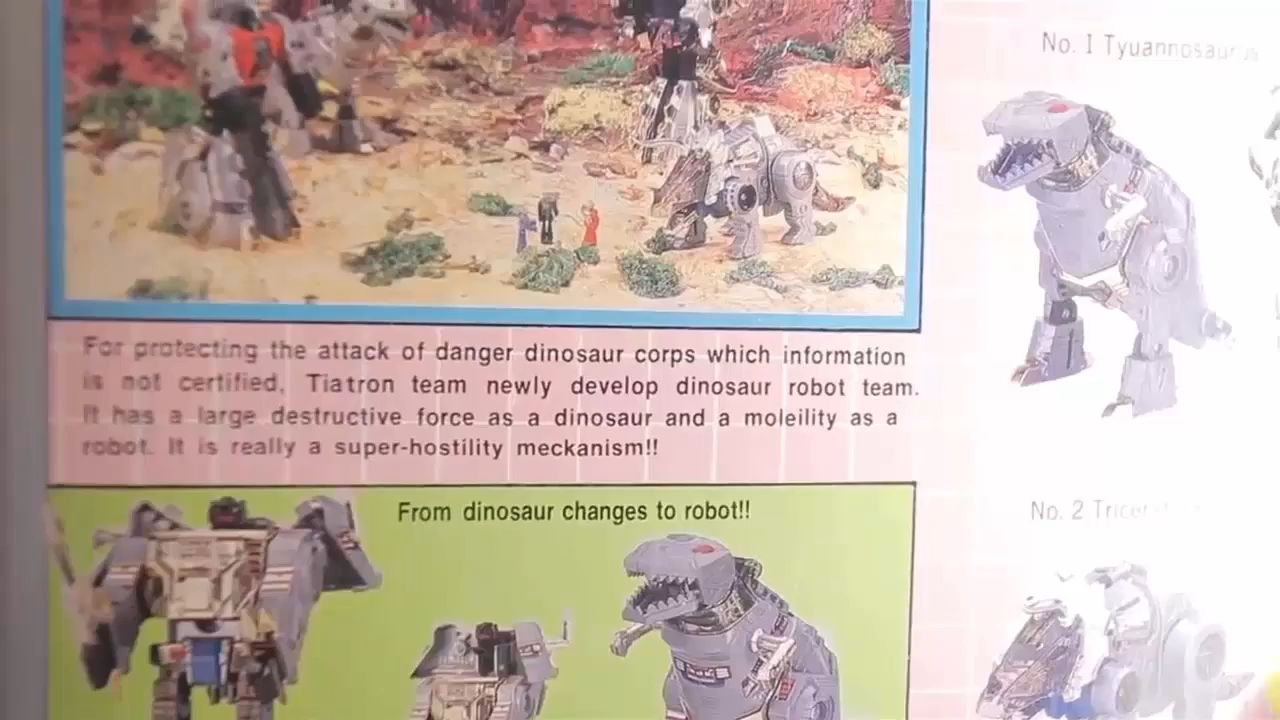 No. 1 Tyuannosaurus
For protecting the attack of danger dinosaur corps which information
is not certified, Tiatron team newly develop dinosaur robot team.
It has a large destructive force as a dinosaur and a moleility as a
robot. It is really a super-hostility meckanism!!
From dinosaur changes to robot!!
No. 2